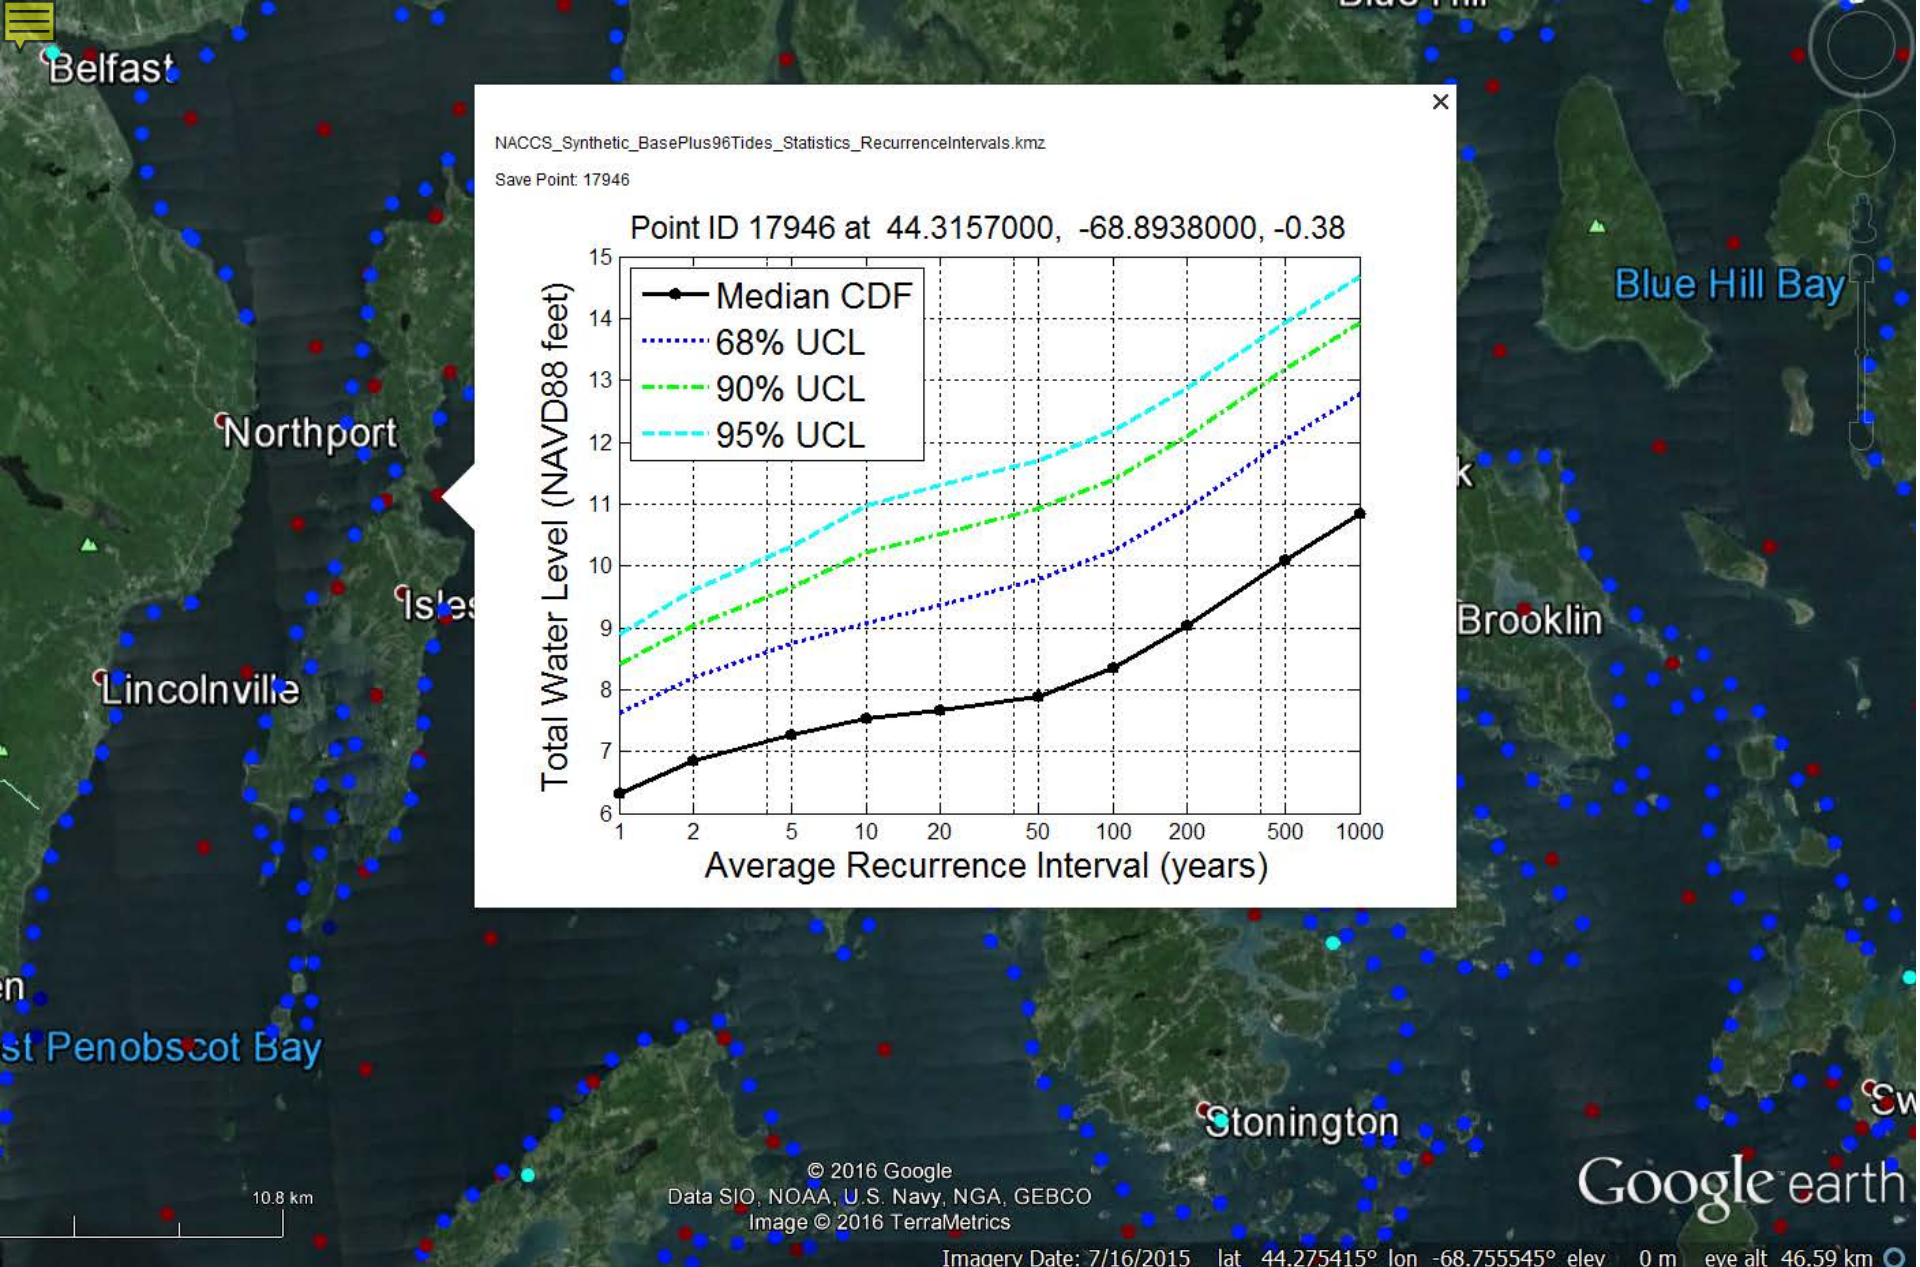 Blue Hill
Belfast
NACCS_Synthetic_BasePlus96Tides_Statistics_RecurrenceIntervals.kmz
Save Point: 17946
Point ID 17946 at 44.3157000, -68.8938000, -0.38
Median CDF
68% UCL
90% UCL
95% UCL
Total Water Level (NAVD88 feet)
15
14
13
12
11
10
9
8
7
6
1 2 5 10 20 50 100 200 500 1000
Average Recurrence Interval (years)
Blue Hill Bay
Northport
k
Isles
Brooklin
Lincolnville
en
st Penobscot Bay
Stonington
Sw
10.8 km
© 2016 Google
Data SIO, NOAA, U.S. Navy, NGA, GEBCO
Image © 2016 TerraMetrics
Google earth
Imagery Date: 7/16/2015 lat 44.275415° lon -68.755545° elev 0 m eye alt 46.59 km